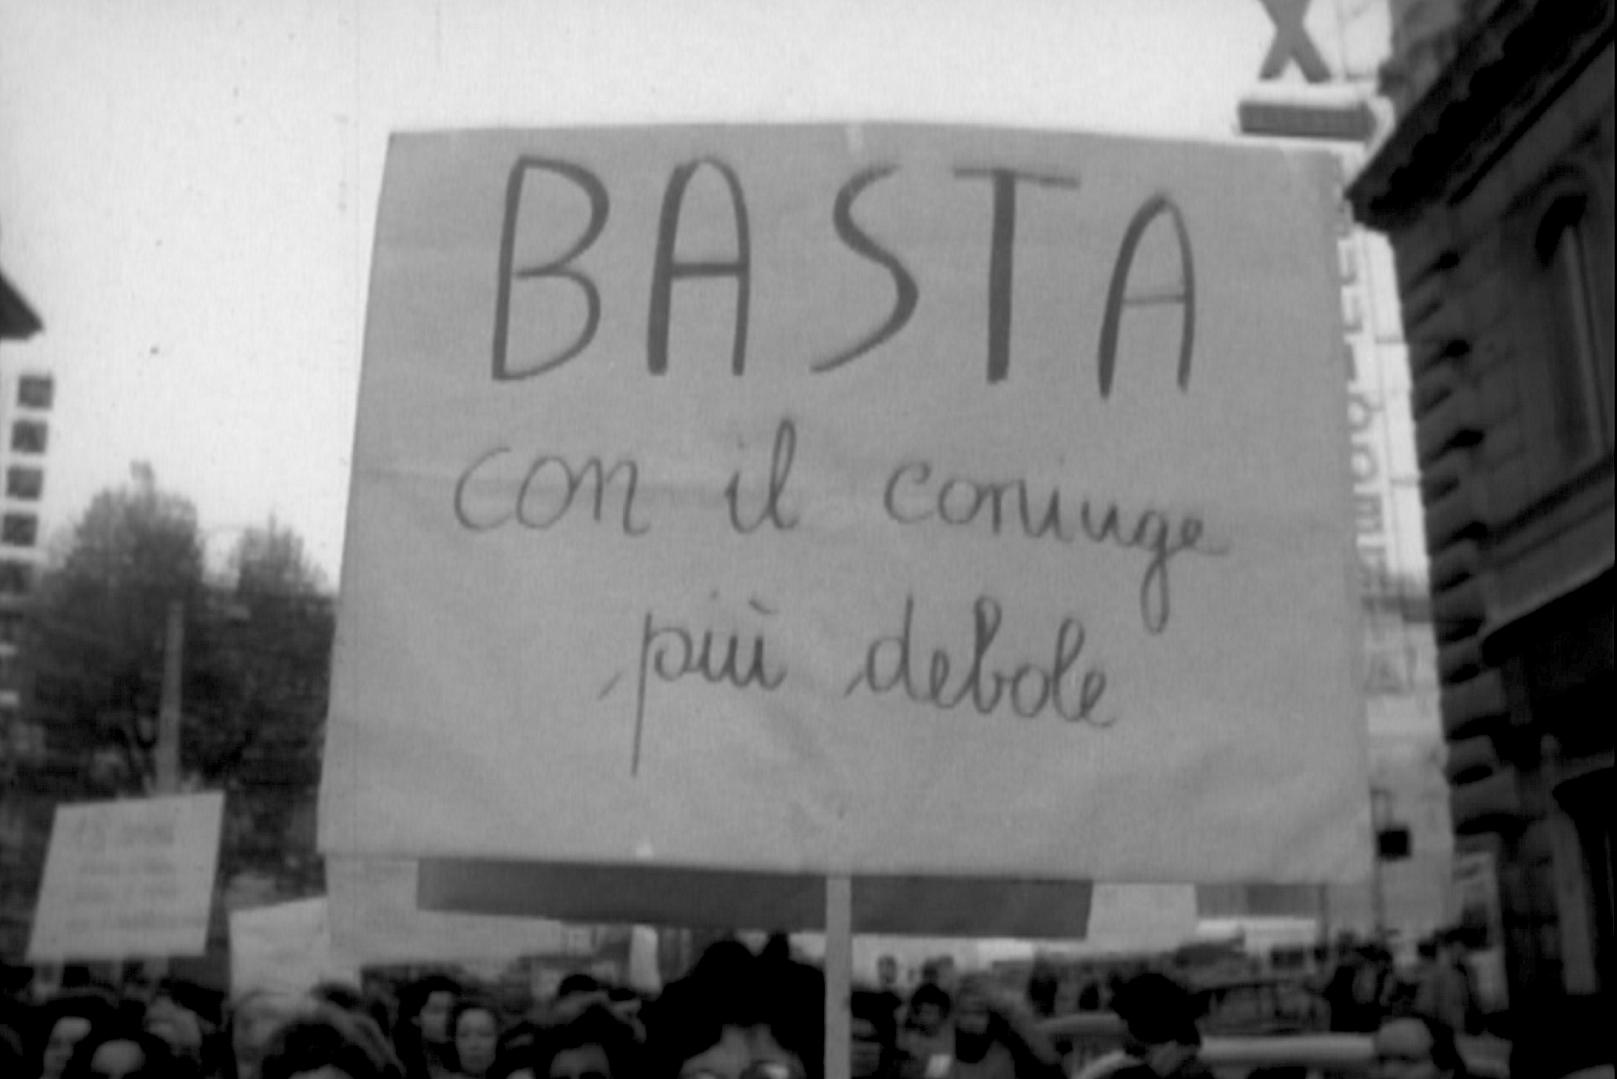 BASTA
con il coniuge
più debole
X